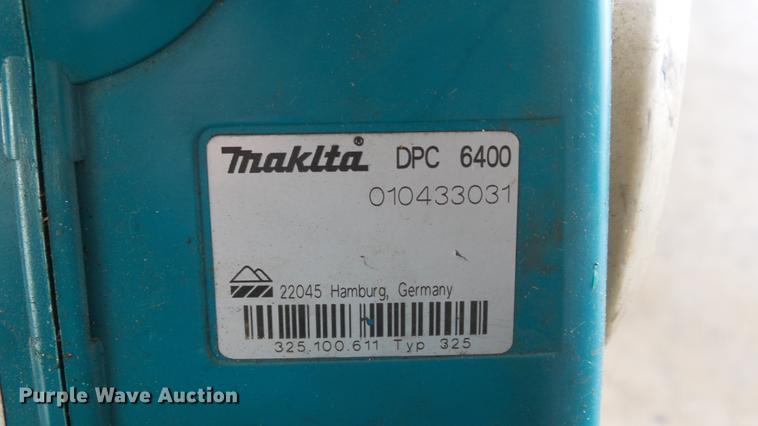 makita® DPC 6400
010433031
22045 Hamburg, Germany
325.100.611 Typ 325
Purple Wave Auction